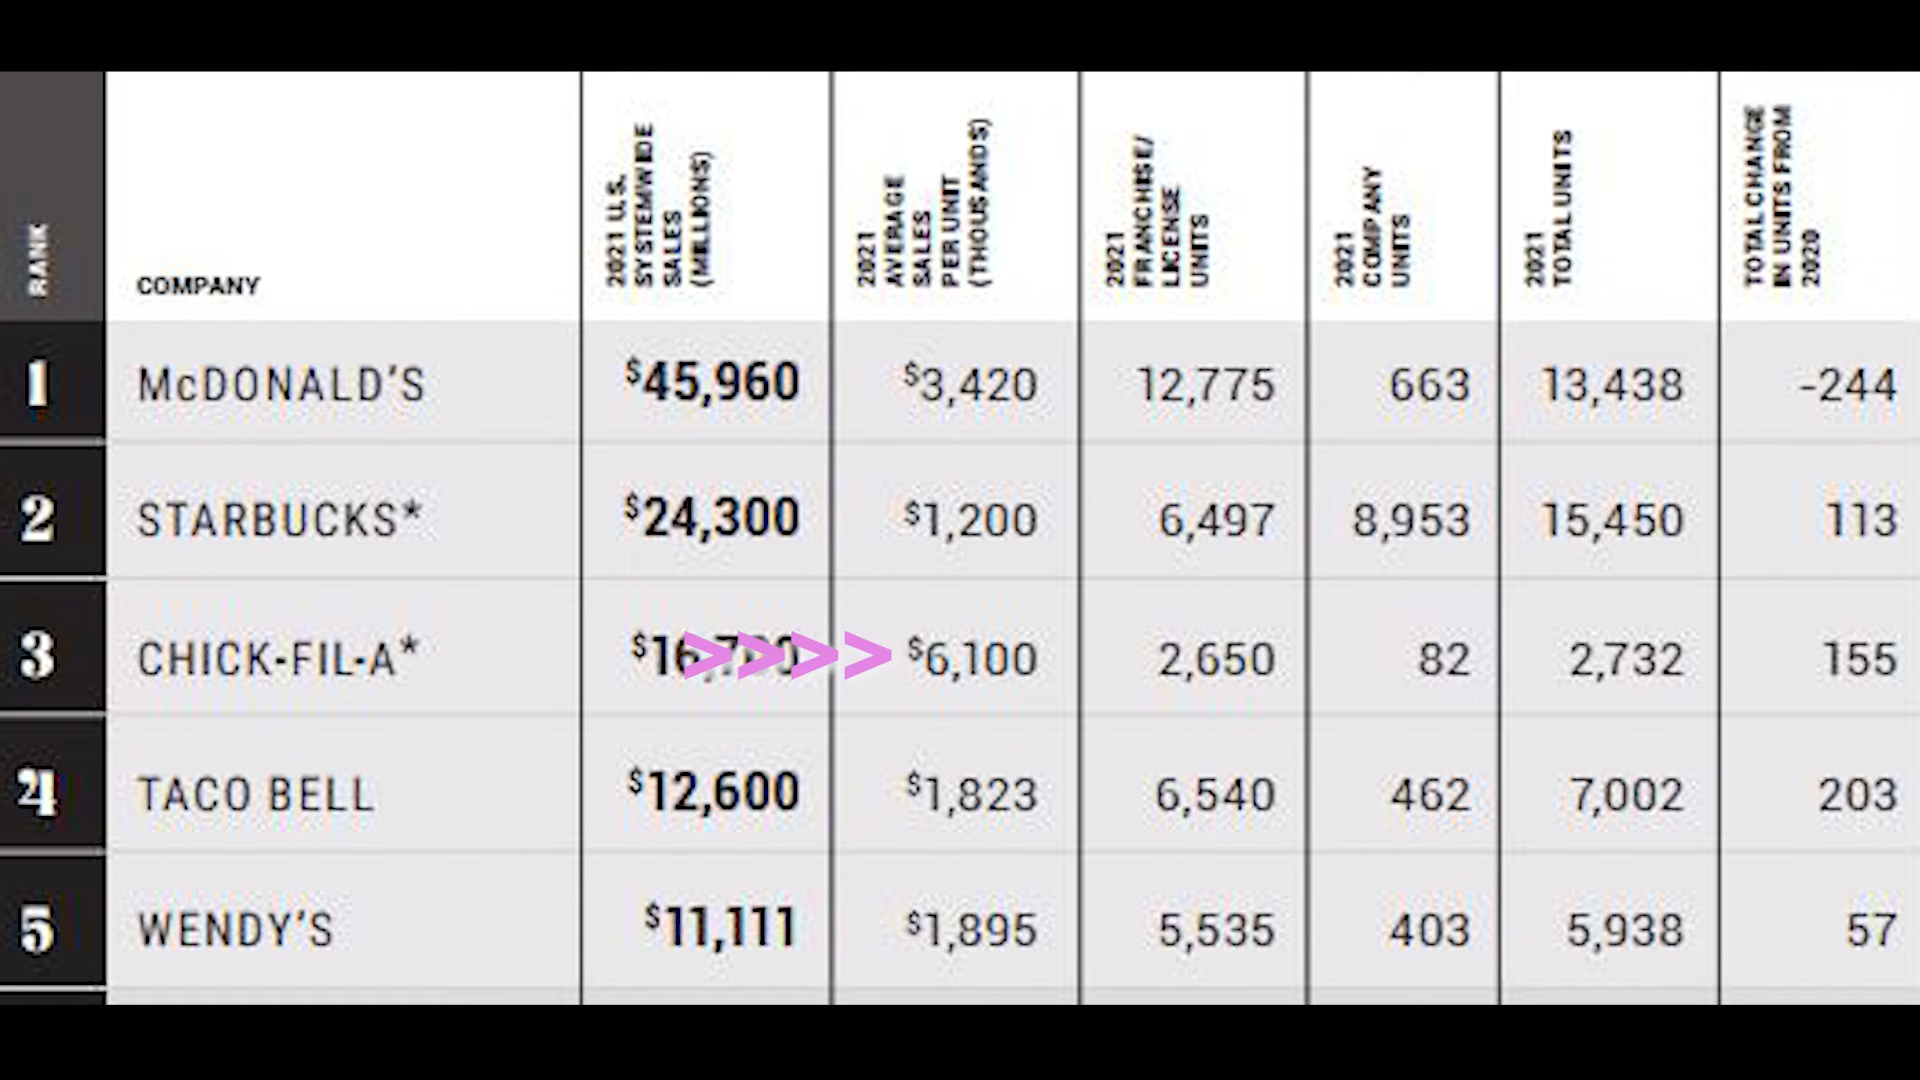 RANK
COMPANY
2021 U.S.
SYSTEMWIDE
SALES
(MILLIONS)
2021
AVERAGE
SALES
PER UNIT
(THOUSANDS)
2021
FRANCHISE/
LICENSE
UNITS
2021
COMPANY
UNITS
2021
TOTAL UNITS
TOTAL CHANGE
IN UNITS FROM
2020
1 McDONALD'S $45,960 $3,420 12,775 663 13,438 -244
2 STARBUCKS* $24,300 $1,200 6,497 8,953 15,450 113
3 CHICK-FIL-A* >>>> $6,100 2,650 82 2,732 155
4 TACO BELL $12,600 $1,823 6,540 462 7,002 203
5 WENDY'S $11,111 $1,895 5,535 403 5,938 57